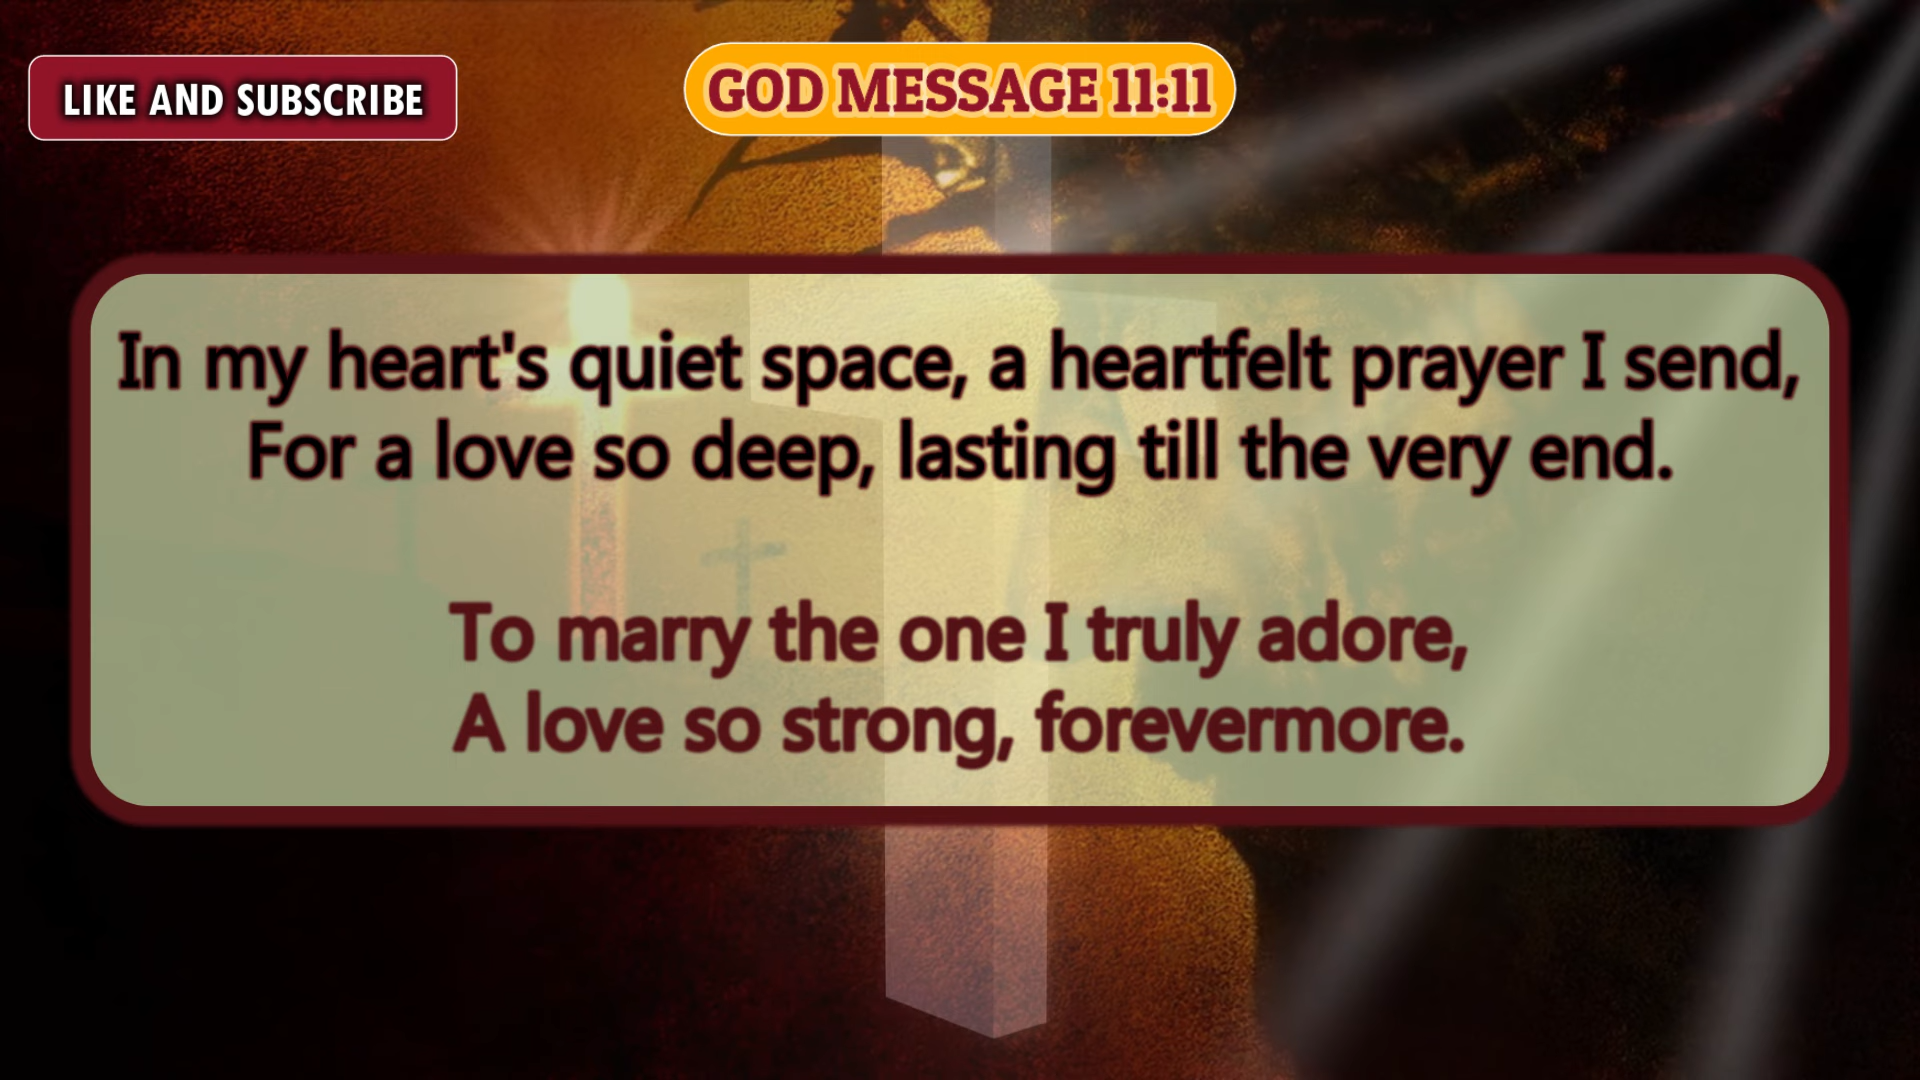 LIKE AND SUBSCRIBE
GOD MESSAGE 11:11
In my heart's quiet space, a heartfelt prayer I send,
For a love so deep, lasting till the very end.
To marry the one I truly adore,
A love so strong, forevermore.